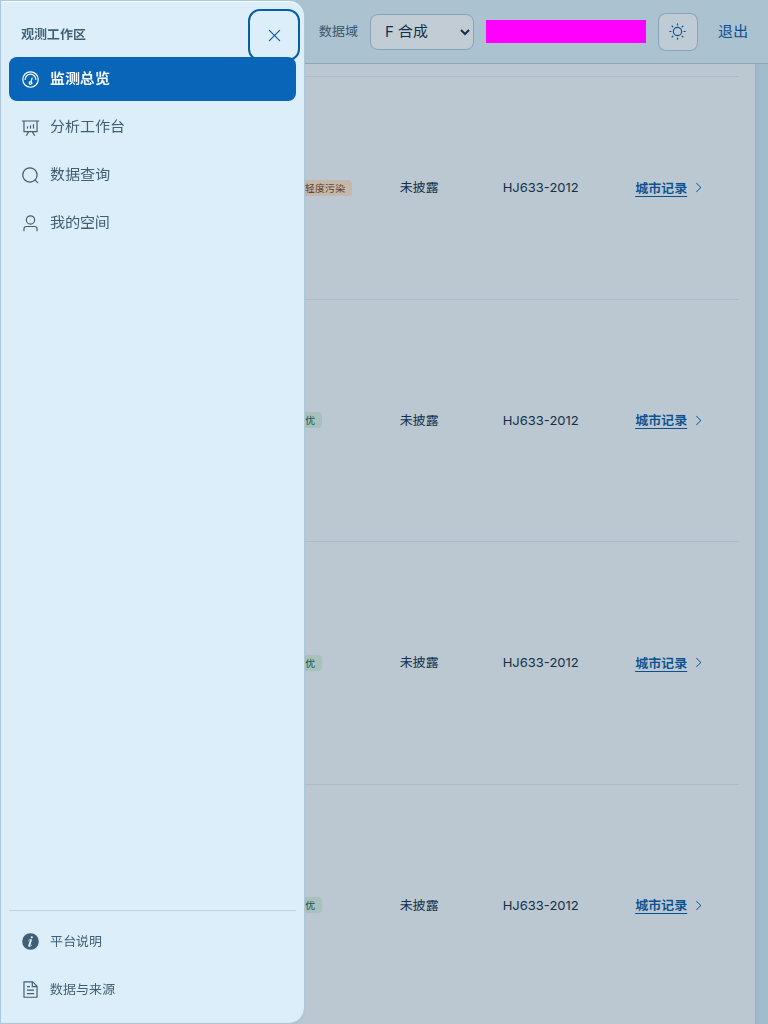 观测工作区
数据域 F 合成 退出
监测总览
分析工作台
数据查询
我的空间
轻度污染 未披露 HJ633-2012 城市记录
优 未披露 HJ633-2012 城市记录
优 未披露 HJ633-2012 城市记录
优 未披露 HJ633-2012 城市记录
平台说明
数据与来源